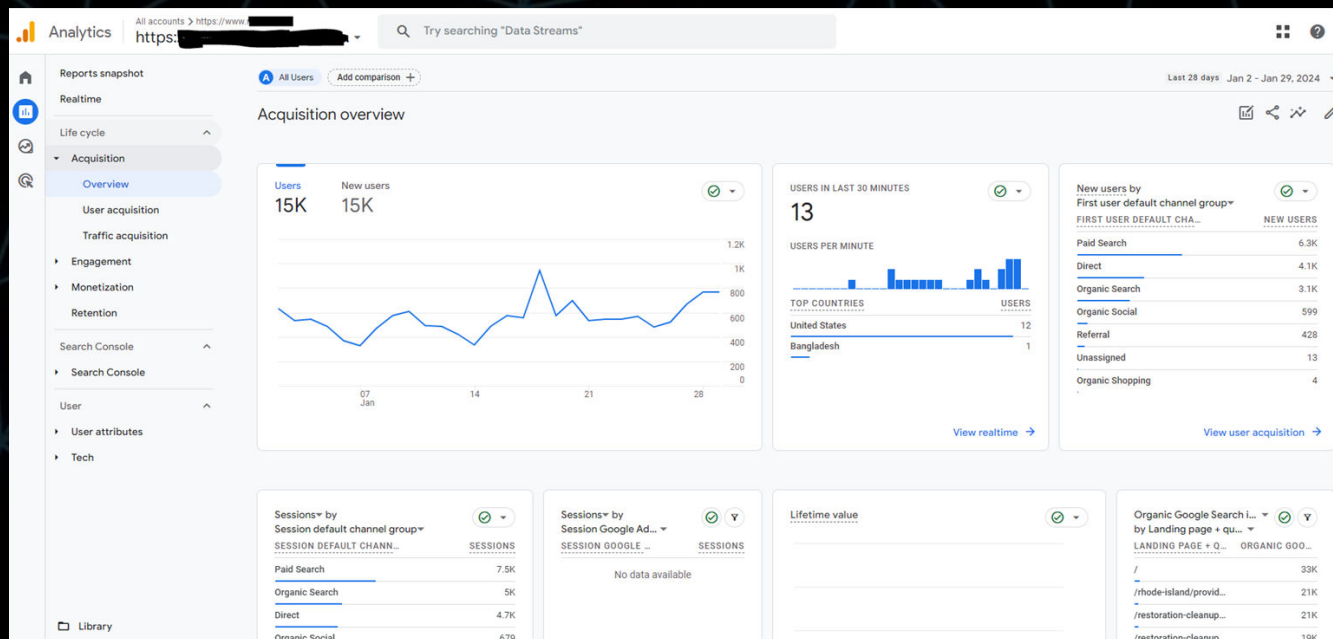 Analytics
All accounts > https://www.
https:
Try searching "Data Streams"
Reports snapshot
Realtime
Life cycle
Acquisition
Overview
User acquisition
Traffic acquisition
Engagement
Monetization
Retention
Search Console
Search Console
User
User attributes
Tech
Library
A All Users
Add comparison +
Last 28 days Jan 2 - Jan 29, 2024
Acquisition overview
Users New users
15K 15K
1.2K
1K
800
600
400
200
0
07 14 21 28
Jan
USERS IN LAST 30 MINUTES
13
USERS PER MINUTE
TOP COUNTRIES USERS
United States 12
Bangladesh 1
View realtime
New users by
First user default channel group
FIRST USER DEFAULT CHA... NEW USERS
Paid Search 6.3K
Direct 4.1K
Organic Search 3.1K
Organic Social 599
Referral 428
Unassigned 13
Organic Shopping 4
View user acquisition
Sessions by
Session default channel group
SESSION DEFAULT CHANN... SESSIONS
Paid Search 7.5K
Organic Search 5K
Direct 4.7K
Organic Social 679
Sessions by
Session Google Ad...
SESSION GOOGLE ... SESSIONS
No data available
Lifetime value
Organic Google Search i...
by Landing page + qu...
LANDING PAGE + Q... ORGANIC GOO...
/ 33K
/rhode-island/provid... 21K
/restoration-cleanup... 21K
/restoration-cleanup... 19K